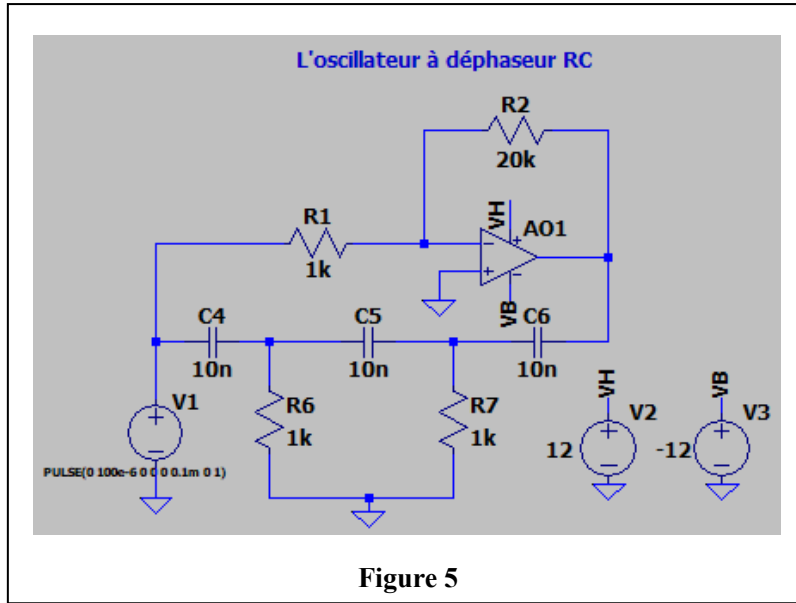 L'oscillateur à déphaseur RC
R2
20k
VH
AO1
R1
1k
VB
C4
10n
C5
10n
C6
10n
V1
R6
1k
R7
1k
VH
V2
12
VB
V3
-12
PULSE(0 100e-6 0 0 0 0.1m 0 1)
Figure 5